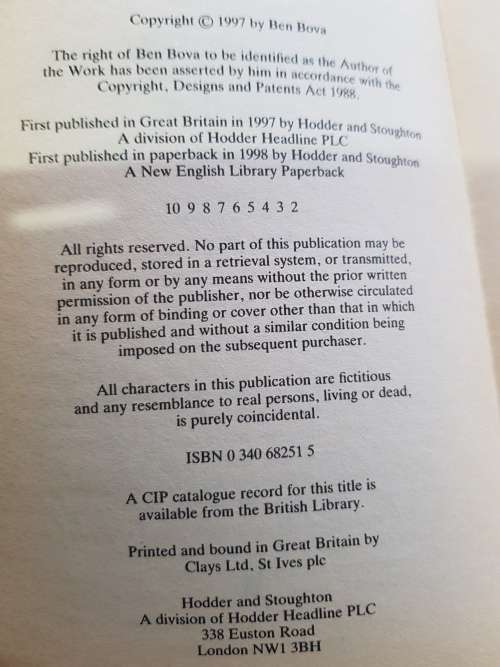 Copyright © 1997 by Ben Bova
The right of Ben Bova to be identified as the Author of
the Work has been asserted by him in accordance with the
Copyright, Designs and Patents Act 1988.
First published in Great Britain in 1997 by Hodder and Stoughton
A division of Hodder Headline PLC
First published in paperback in 1998 by Hodder and Stoughton
A New English Library Paperback
10 9 8 7 6 5 4 3 2
All rights reserved. No part of this publication may be
reproduced, stored in a retrieval system, or transmitted,
in any form or by any means without the prior written
permission of the publisher, nor be otherwise circulated
in any form of binding or cover other than that in which
it is published and without a similar condition being
imposed on the subsequent purchaser.
All characters in this publication are fictitious
and any resemblance to real persons, living or dead,
is purely coincidental.
ISBN 0 340 68251 5
A CIP catalogue record for this title is
available from the British Library.
Printed and bound in Great Britain by
Clays Ltd, St Ives plc
Hodder and Stoughton
A division of Hodder Headline PLC
338 Euston Road
London NW1 3BH